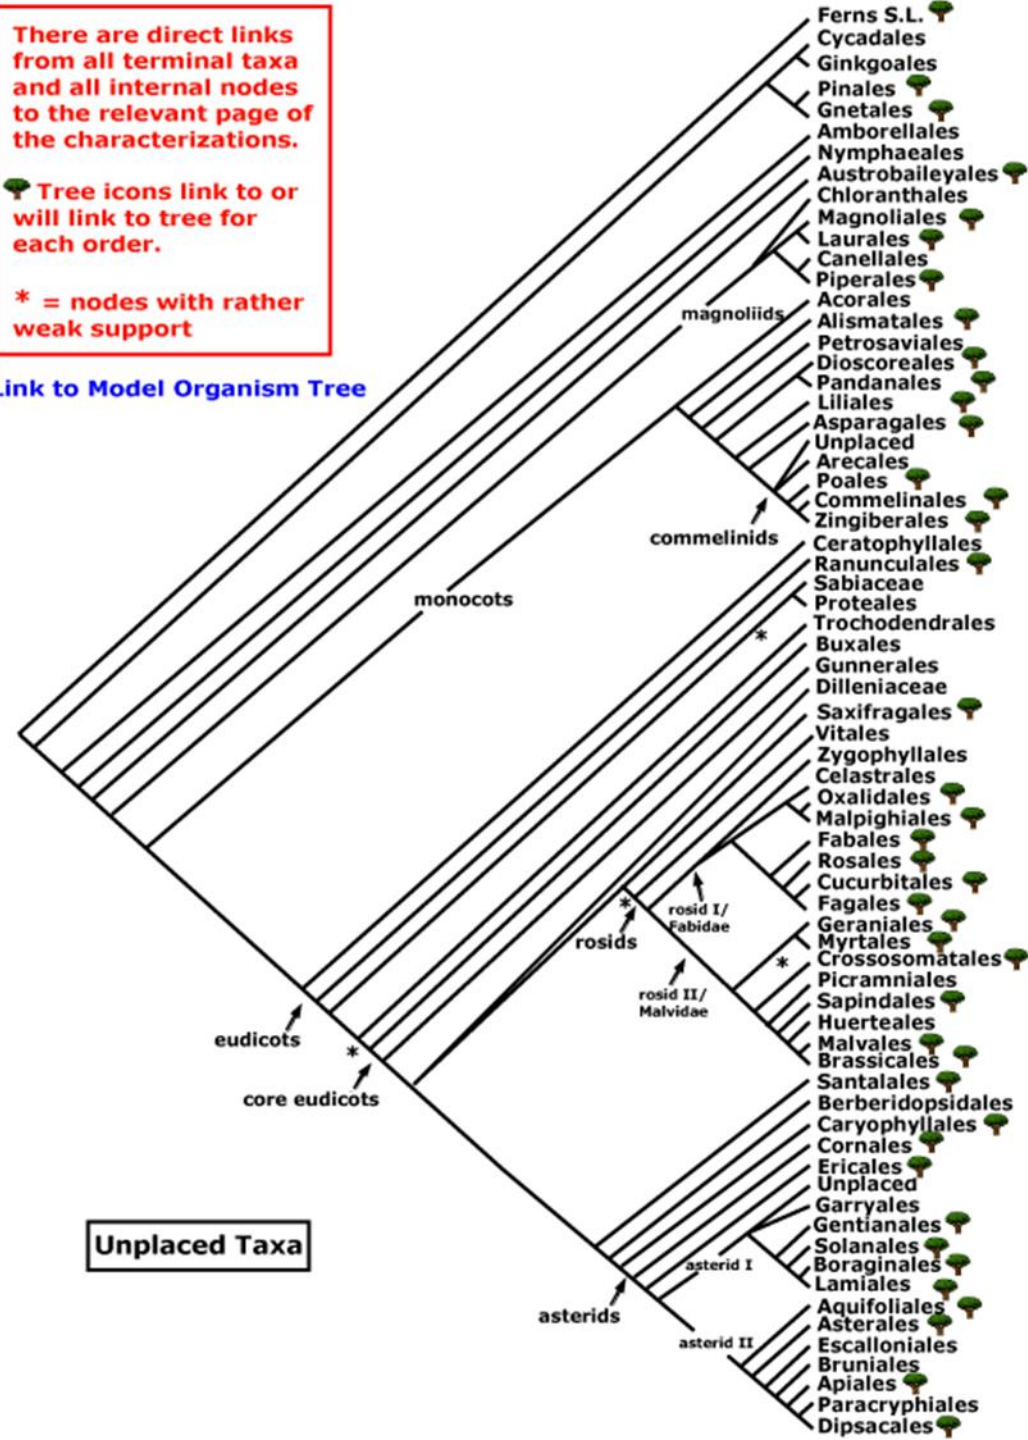 There are direct links
from all terminal taxa
and all internal nodes
to the relevant page of
the characterizations.
Tree icons link to or
will link to tree for
each order.
* = nodes with rather
weak support
Link to Model Organism Tree
Ferns S.L.
Cycadales
Ginkgoales
Pinales
Gnetales
Amborellales
Nymphaeales
Austrobaileyales
Chloranthales
Magnoliales
Laurales
Canellales
Piperales
magnoliids
Acorales
Alismatales
Petrosaviales
Dioscoreales
Pandanales
Liliales
Asparagales
Unplaced
Arecales
Poales
Commelinales
Zingiberales
commelinids
monocots
Ceratophyllales
Ranunculales
Sabiaceae
Proteales
*
Trochodendrales
Buxales
Gunnerales
Dilleniaceae
Saxifragales
Vitales
Zygophyllales
Celastrales
Oxalidales
Malpighiales
Fabales
Rosales
Cucurbitales
Fagales
rosid I/
Fabidae
*
rosids
Geraniales
Myrtales
*
Crossosomatales
Picramniales
Sapindales
Huerteales
Malvales
Brassicales
rosid II/
Malvidae
eudicots
*
core eudicots
Santalales
Berberidopsidales
Caryophyllales
Cornales
Ericales
Unplaced
Garryales
Gentianales
Solanales
Boraginales
Lamiales
asterid I
asterids
Aquifoliales
Asterales
Escalloniales
Bruniales
Apiales
Paracryphiales
Dipsacales
asterid II
Unplaced Taxa